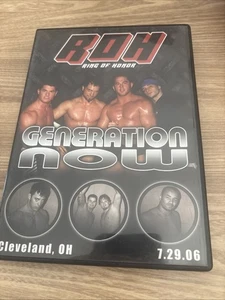 ROH
RING OF HONOR
GENERATION
NOW
Cleveland, OH
7.29.06